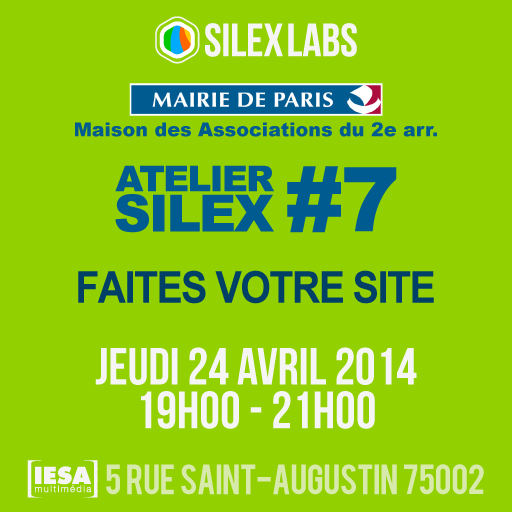 SILEX LABS
MAIRIE DE PARIS
Maison des Associations du 2e arr.
ATELIER
SILEX #7
FAITES VOTRE SITE
JEUDI 24 AVRIL 2014
19H00 - 21H00
IESA
multimédia
5 RUE SAINT-AUGUSTIN 75002